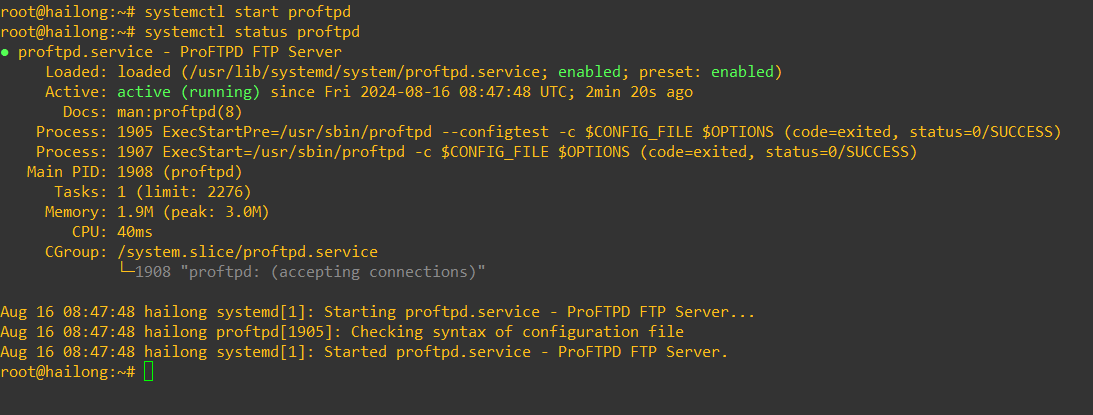 root@hailong:~# systemctl start proftpd
root@hailong:~# systemctl status proftpd
● proftpd.service - ProFTPD FTP Server
     Loaded: loaded (/usr/lib/systemd/system/proftpd.service; enabled; preset: enabled)
     Active: active (running) since Fri 2024-08-16 08:47:48 UTC; 2min 20s ago
       Docs: man:proftpd(8)
    Process: 1905 ExecStartPre=/usr/sbin/proftpd --configtest -c $CONFIG_FILE $OPTIONS (code=exited, status=0/SUCCESS)
    Process: 1907 ExecStart=/usr/sbin/proftpd -c $CONFIG_FILE $OPTIONS (code=exited, status=0/SUCCESS)
   Main PID: 1908 (proftpd)
      Tasks: 1 (limit: 2276)
     Memory: 1.9M (peak: 3.0M)
        CPU: 40ms
     CGroup: /system.slice/proftpd.service
             └─1908 "proftpd: (accepting connections)"

Aug 16 08:47:48 hailong systemd[1]: Starting proftpd.service - ProFTPD FTP Server...
Aug 16 08:47:48 hailong proftpd[1905]: Checking syntax of configuration file
Aug 16 08:47:48 hailong systemd[1]: Started proftpd.service - ProFTPD FTP Server.
root@hailong:~#